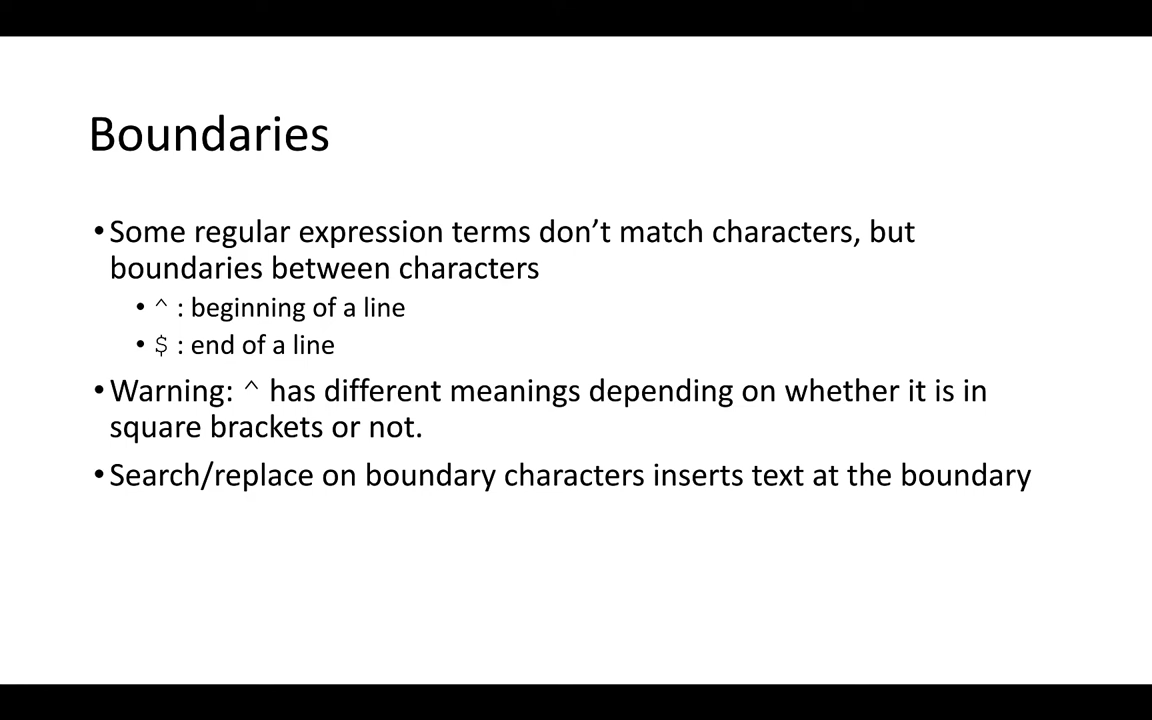 Boundaries
•Some regular expression terms don’t match characters, but
boundaries between characters
• ^ : beginning of a line
• $ : end of a line
•Warning: ^ has different meanings depending on whether it is in
square brackets or not.
•Search/replace on boundary characters inserts text at the boundary